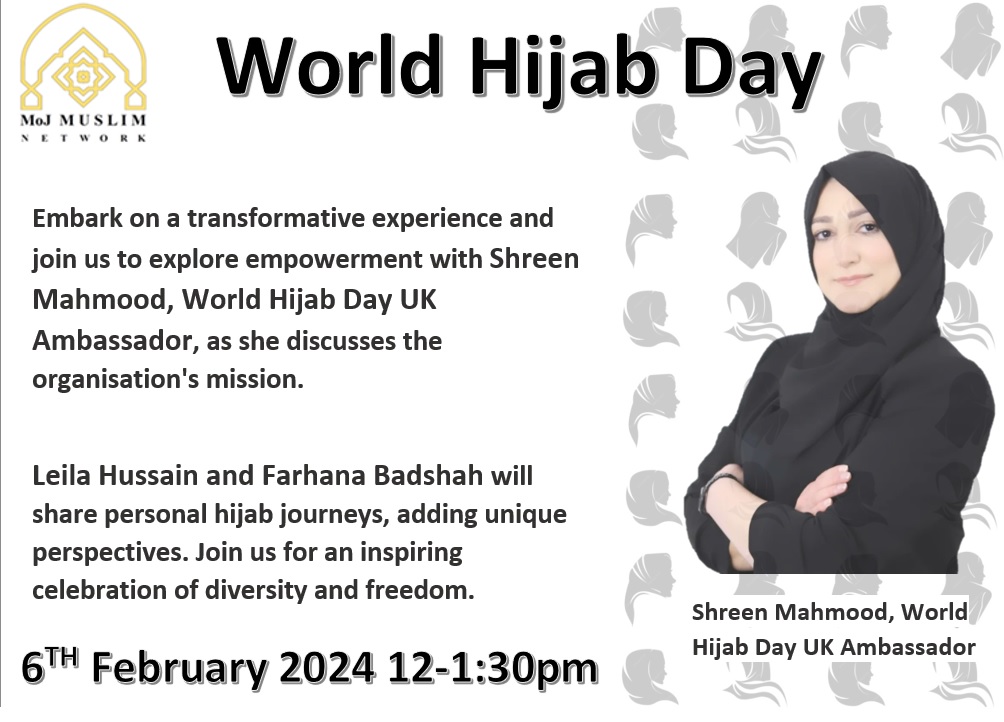 MoJ MUSLIM
NETWORK
World Hijab Day
Embark on a transformative experience and
join us to explore empowerment with Shreen
Mahmood, World Hijab Day UK
Ambassador, as she discusses the
organisation's mission.
Leila Hussain and Farhana Badshah will
share personal hijab journeys, adding unique
perspectives. Join us for an inspiring
celebration of diversity and freedom.
6TH February 2024 12-1:30pm
Shreen Mahmood, World
Hijab Day UK Ambassador